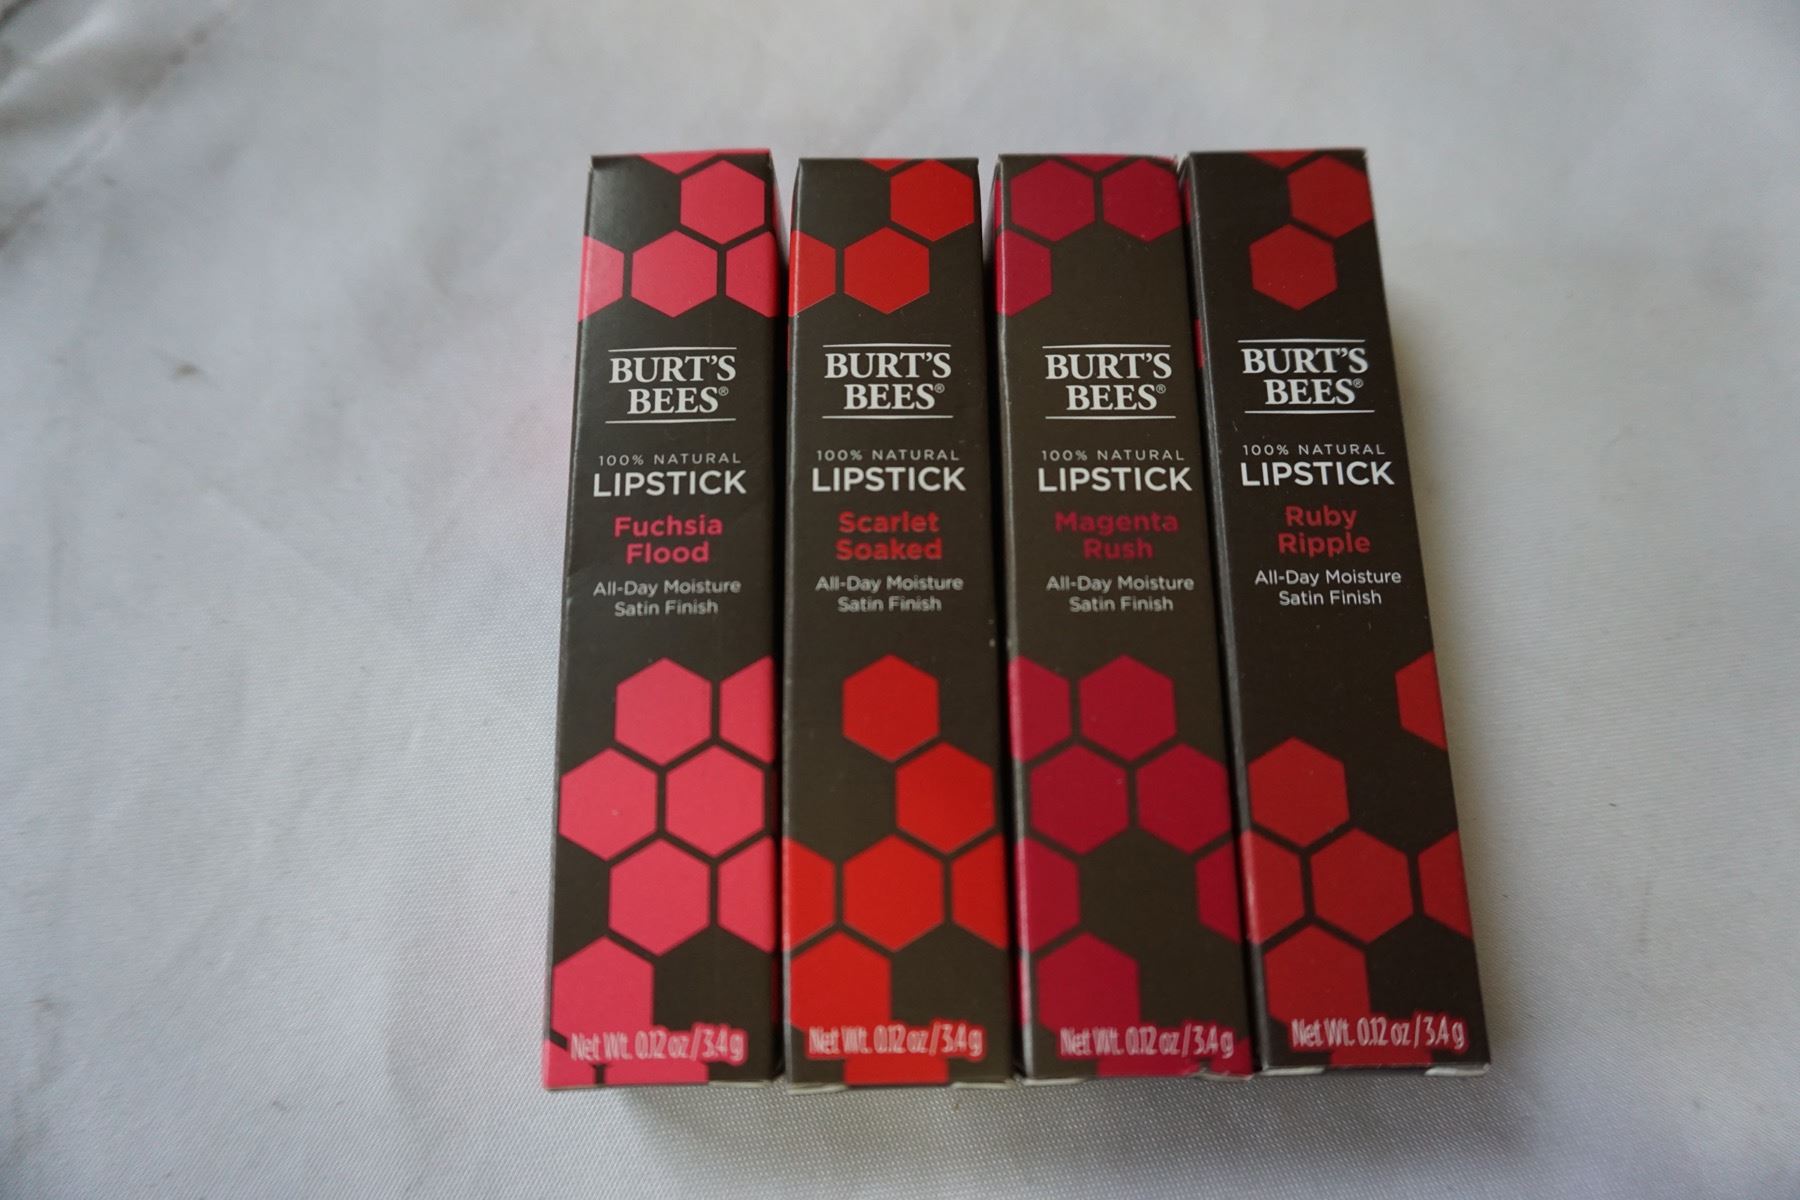 BURT'S
BEES®
100% NATURAL
LIPSTICK
Fuchsia
Flood
All-Day Moisture
Satin Finish
Net Wt. 0.12 oz/3.4 g
BURT'S
BEES®
100% NATURAL
LIPSTICK
Scarlet
Soaked
All-Day Moisture
Satin Finish
Net Wt. 0.12 oz/3.4 g
BURT'S
BEES®
100% NATURAL
LIPSTICK
Magenta
Rush
All-Day Moisture
Satin Finish
Net Wt. 0.12 oz/3.4 g
BURT'S
BEES®
100% NATURAL
LIPSTICK
Ruby
Ripple
All-Day Moisture
Satin Finish
Net Wt. 0.12 oz/3.4 g